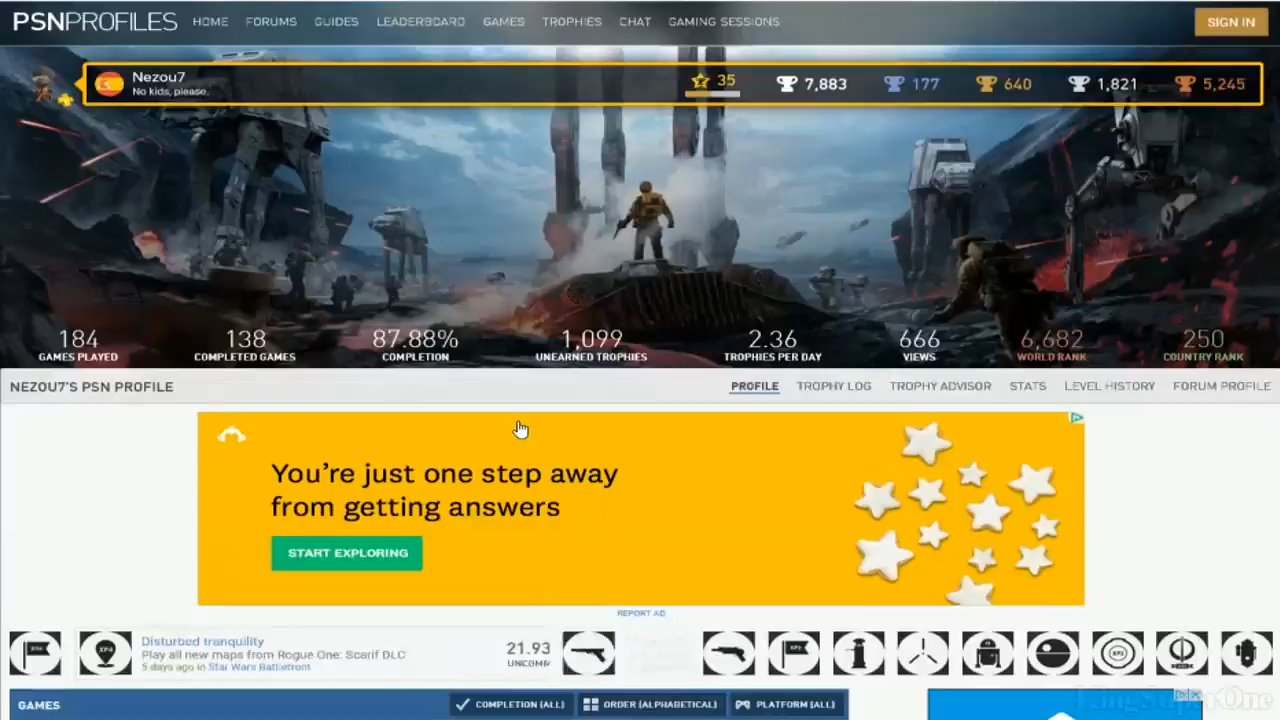 PSNPROFILES HOME FORUMS GUIDES LEADERBOARD GAMES TROPHIES CHAT GAMING SESSIONS SIGN IN
Nezou7
No kids, please.
35 7,883 177 640 1,821 5,245
184 138 87.88% 1,099 2.36 666 6,682 250
GAMES PLAYED COMPLETED GAMES COMPLETION UNEARNED TROPHIES TROPHIES PER DAY VIEWS WORLD RANK COUNTRY RANK
NEZOU7'S PSN PROFILE PROFILE TROPHY LOG TROPHY ADVISOR STATS LEVEL HISTORY FORUM PROFILE
You're just one step away
from getting answers
START EXPLORING
REPORT AD
Disturbed tranquility
Play all new maps from Rogue One: Scarif DLC
5 days ago in Star Wars Battlefront
21.93
UNCOMM
GAMES COMPLETION (ALL) ORDER (ALPHABETICAL) PLATFORM (ALL)
KingSuperOne